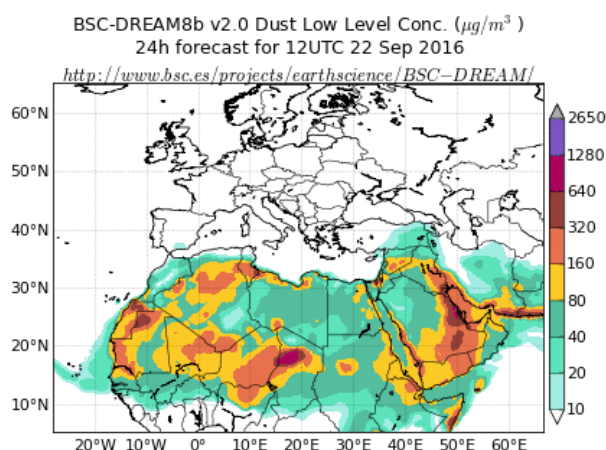 BSC-DREAM8b v2.0 Dust Low Level Conc. (μg/m³ )
24h forecast for 12UTC 22 Sep 2016
http://www.bsc.es/projects/earthscience/BSC−DREAM/
60°N
50°N
40°N
30°N
20°N
10°N
20°W 10°W 0° 10°E 20°E 30°E 40°E 50°E 60°E
2650
1280
640
320
160
80
40
20
10